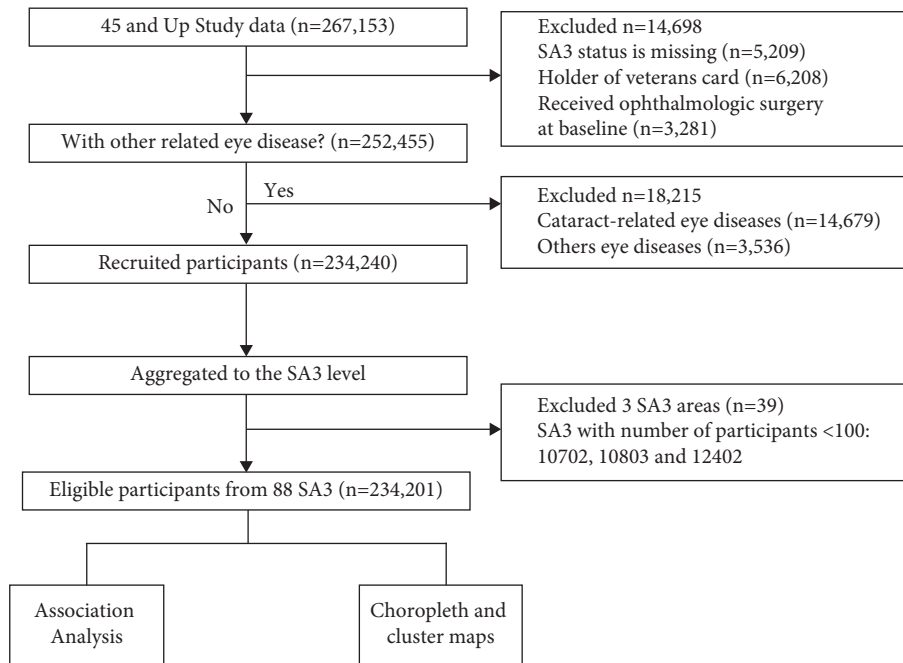 45 and Up Study data (n=267,153)
Excluded n=14,698
SA3 status is missing (n=5,209)
Holder of veterans card (n=6,208)
Received ophthalmologic surgery
at baseline (n=3,281)
With other related eye disease? (n=252,455)
No
Yes
Excluded n=18,215
Cataract-related eye diseases (n=14,679)
Others eye diseases (n=3,536)
Recruited participants (n=234,240)
Aggregated to the SA3 level
Excluded 3 SA3 areas (n=39)
SA3 with number of participants <100:
10702, 10803 and 12402
Eligible participants from 88 SA3 (n=234,201)
Association
Analysis
Choropleth and
cluster maps